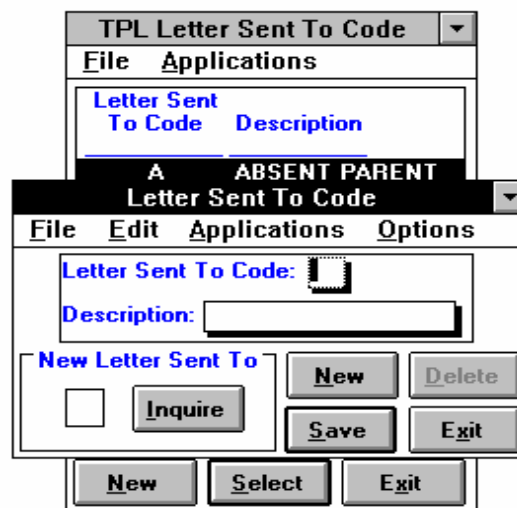 TPL Letter Sent To Code
File Applications
Letter Sent
To Code Description
A ABSENT PARENT
Letter Sent To Code
File Edit Applications Options
Letter Sent To Code:
Description:
New Letter Sent To
New Delete
Inquire
Save Exit
New Select Exit